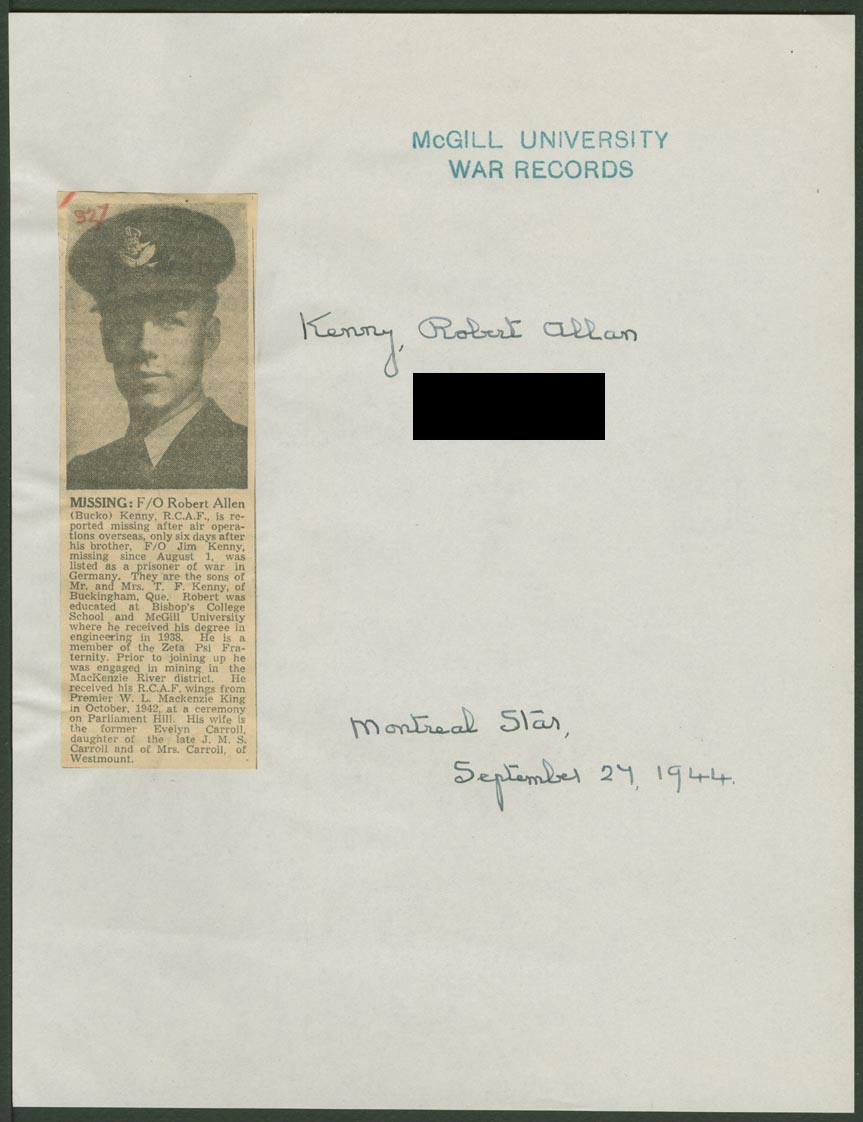 McGILL UNIVERSITY
WAR RECORDS
Kenny, Robert Allan
MISSING: F/O Robert Allen
(Bucko) Kenny, R.C.A.F., is re-
ported missing after air opera-
tions overseas, only six days after
his brother, F/O Jim Kenny,
missing since August 1, was
listed as a prisoner of war in
Germany. They are the sons of
Mr. and Mrs. T. F. Kenny, of
Buckingham, Que. Robert was
educated at Bishop's College
School and McGill University
where he received his degree in
engineering in 1938. He is a
member of the Zeta Psi Fra-
ternity. Prior to joining up he
was engaged in mining in the
MacKenzie River district. He
received his R.C.A.F. wings from
Premier W. L. Mackenzie King
in October, 1942, at a ceremony
on Parliament Hill. His wife is
the former Evelyn Carroll,
daughter of the late J. M. S.
Carroll and of Mrs. Carroll, of
Westmount.
Montreal Star,
September 27, 1944.